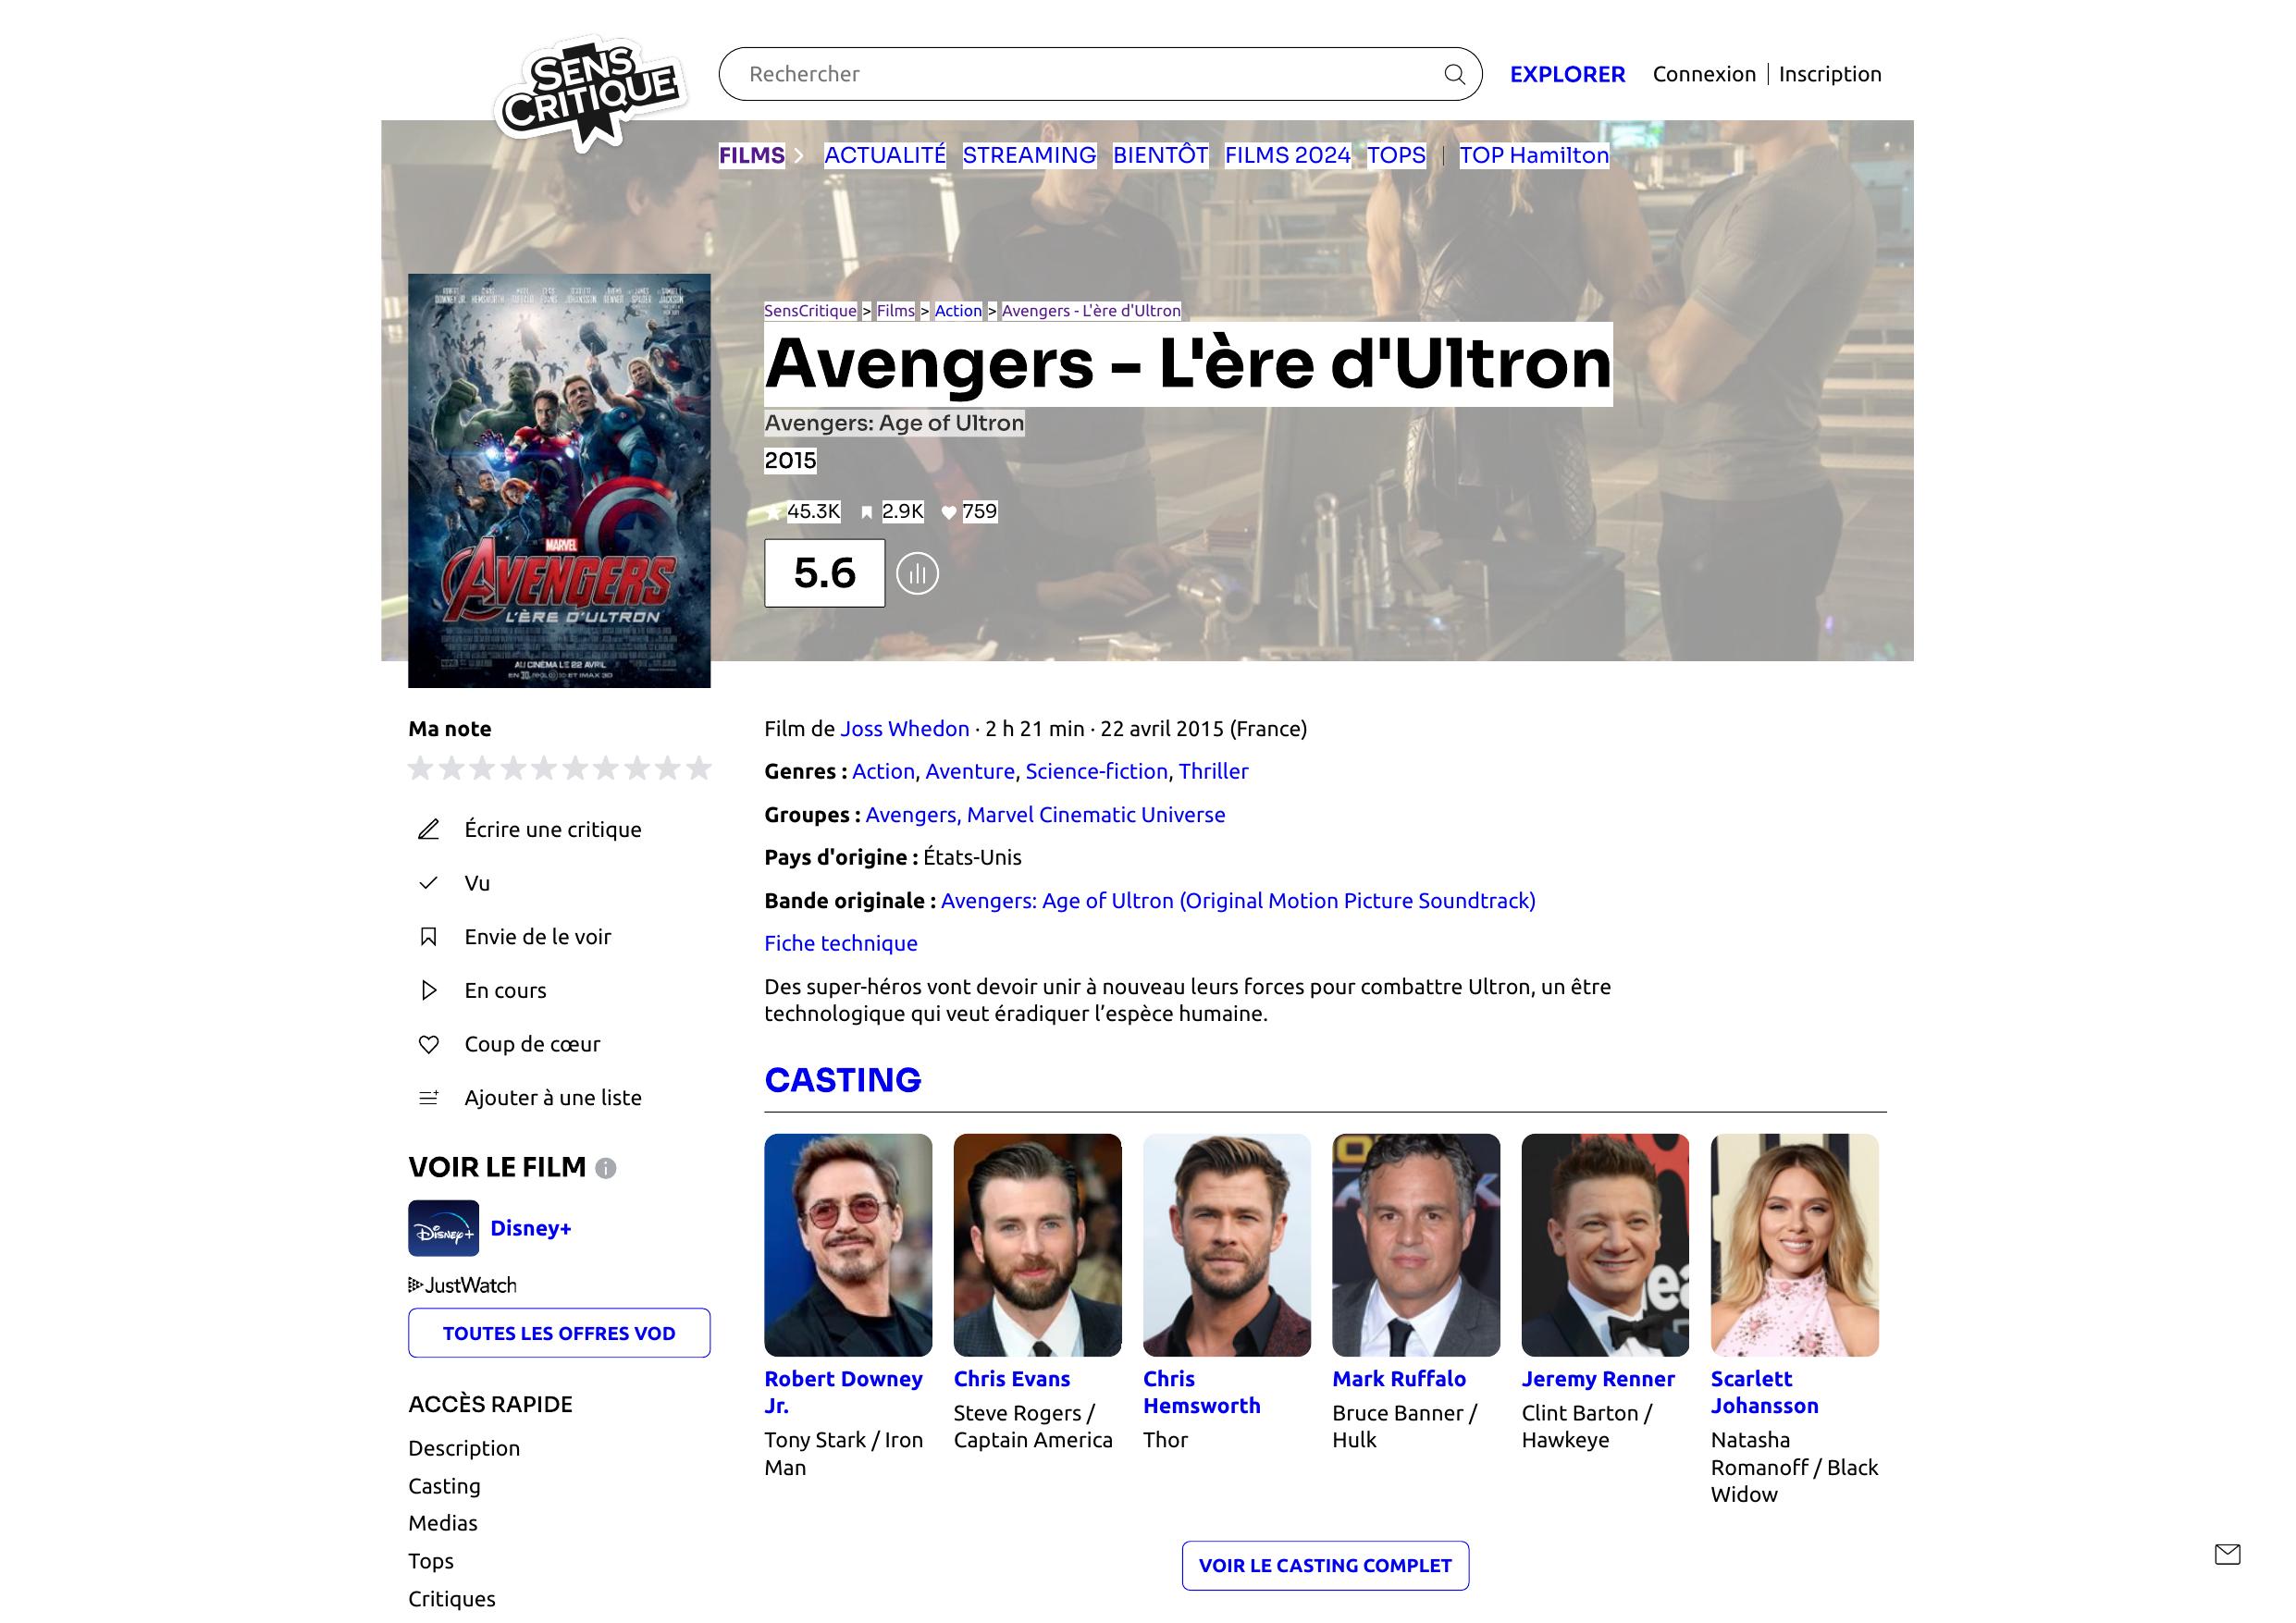 SENS
CRITIQUE
Rechercher
EXPLORER
Connexion | Inscription
FILMS
ACTUALITÉ STREAMING BIENTÔT FILMS 2024 TOPS | TOP Hamilton
SensCritique > Films > Action > Avengers - L'ère d'Ultron
Avengers - L'ère d'Ultron
Avengers: Age of Ultron
2015
45.3K 2.9K 759
5.6
MARVEL
AVENGERS
L'ÈRE D'ULTRON
AU CINÉMA LE 22 AVRIL
Ma note
Écrire une critique
Vu
Envie de le voir
En cours
Coup de cœur
Ajouter à une liste
VOIR LE FILM
Disney+
Disney+
JustWatch
TOUTES LES OFFRES VOD
ACCÈS RAPIDE
Description
Casting
Medias
Tops
Critiques
Film de Joss Whedon · 2 h 21 min · 22 avril 2015 (France)
Genres : Action, Aventure, Science-fiction, Thriller
Groupes : Avengers, Marvel Cinematic Universe
Pays d'origine : États-Unis
Bande originale : Avengers: Age of Ultron (Original Motion Picture Soundtrack)
Fiche technique
Des super-héros vont devoir unir à nouveau leurs forces pour combattre Ultron, un être
technologique qui veut éradiquer l’espèce humaine.
CASTING
Robert Downey
Jr.
Tony Stark / Iron
Man
Chris Evans
Steve Rogers /
Captain America
Chris
Hemsworth
Thor
Mark Ruffalo
Bruce Banner /
Hulk
Jeremy Renner
Clint Barton /
Hawkeye
Scarlett
Johansson
Natasha
Romanoff / Black
Widow
VOIR LE CASTING COMPLET